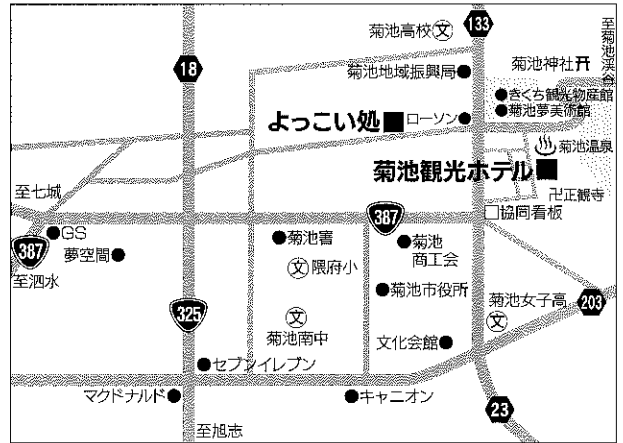 菊池高校
文
133
至菊池渓谷
18
菊池神社
菊池地域振興局
きくち観光物産館
菊池夢美術館
よっこい処
ローソン
菊池温泉
菊池観光ホテル
至七城
卍正観寺
387
協同看板
GS
387
菊池署
菊池
商工会
夢空間
至泗水
文
隈府小
菊池市役所
菊池女子高
203
325
文
菊池南中
文化会館
文
セブンイレブン
マクドナルド
キャニオン
23
至旭志